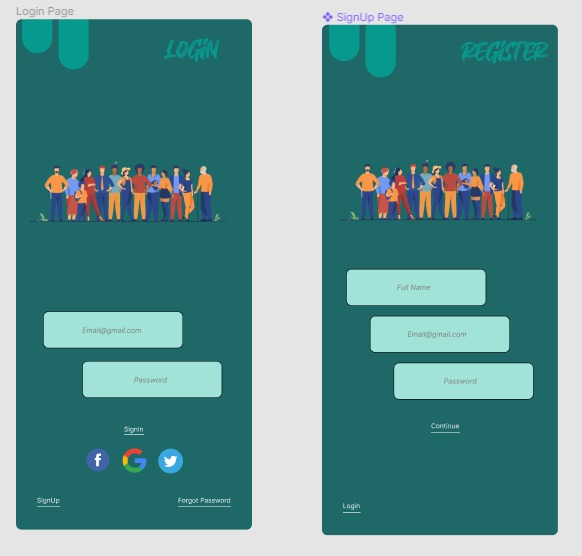 Login Page
LOGIN
Email@gmail.com
Password
SignIn
f
G
SignUp
Forgot Password
SignUp Page
REGISTER
Full Name
Email@gmail.com
Password
Continue
Login